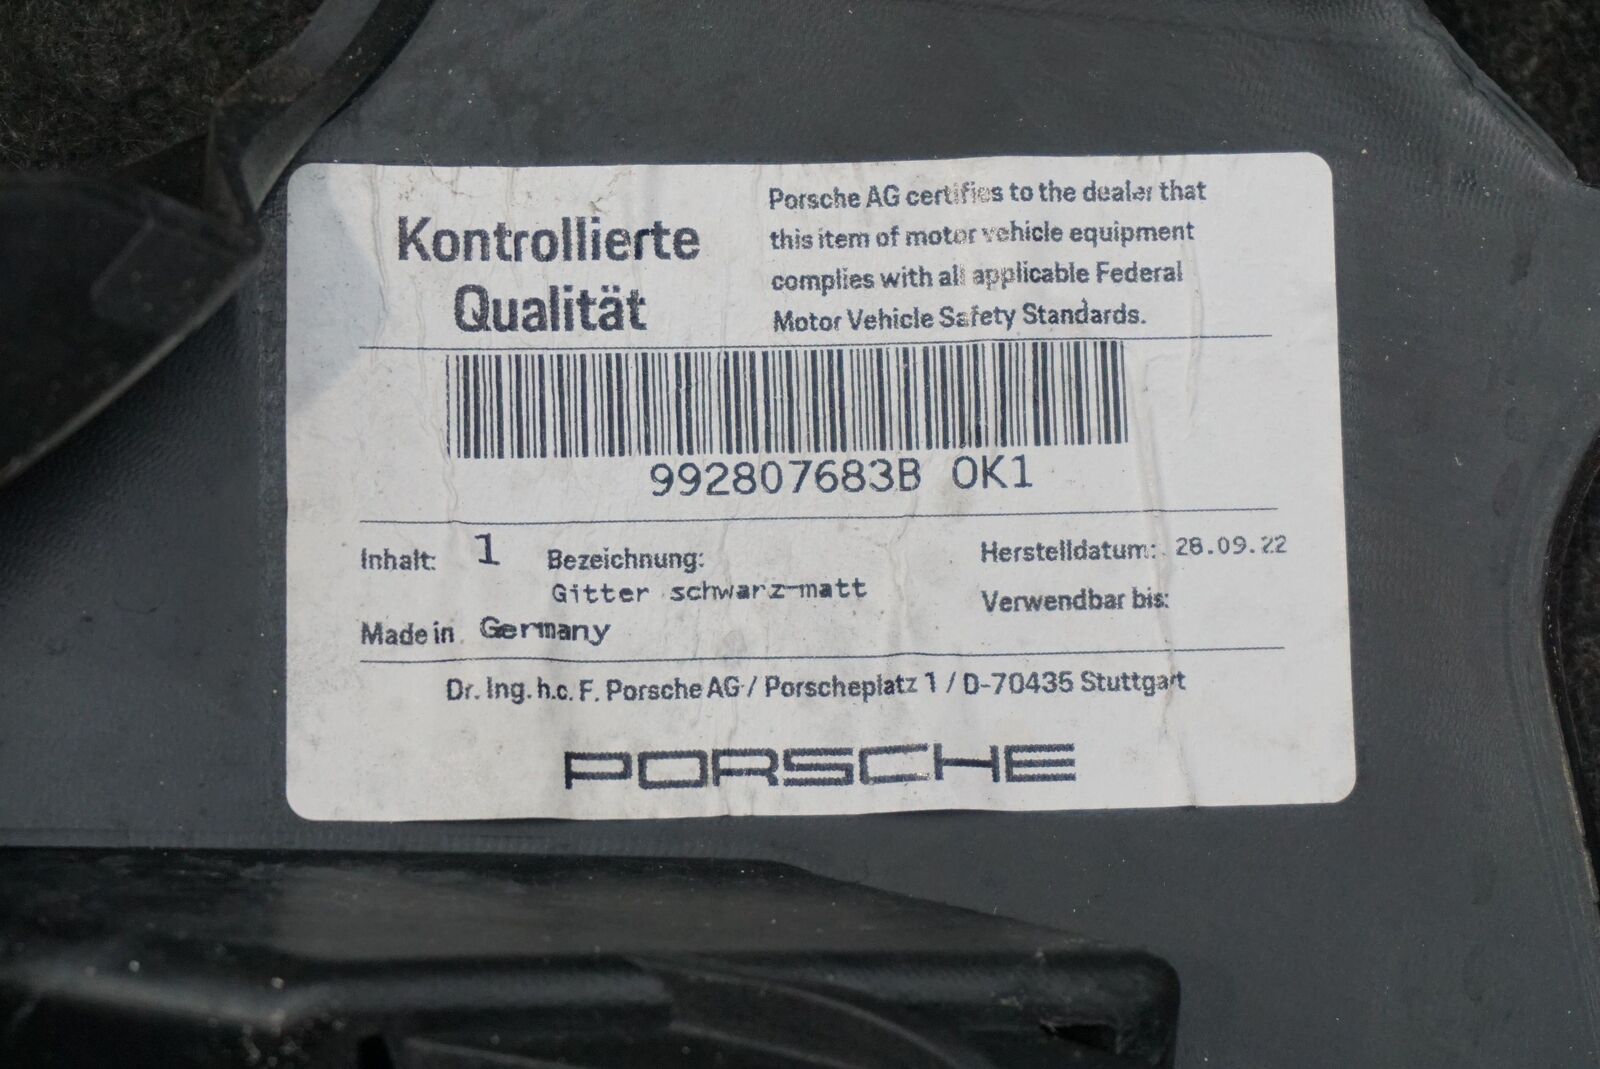 Kontrollierte
Qualität
Porsche AG certifies to the dealer that
this item of motor vehicle equipment
complies with all applicable Federal
Motor Vehicle Safety Standards.
992807683B OK1
Inhalt: 1 Bezeichnung:
Gitter schwarz-matt
Herstelldatum: 28.09.22
Verwendbar bis:
Made in Germany
Dr. Ing. h.c. F. Porsche AG / Porscheplatz 1 / D-70435 Stuttgart
PORSCHE